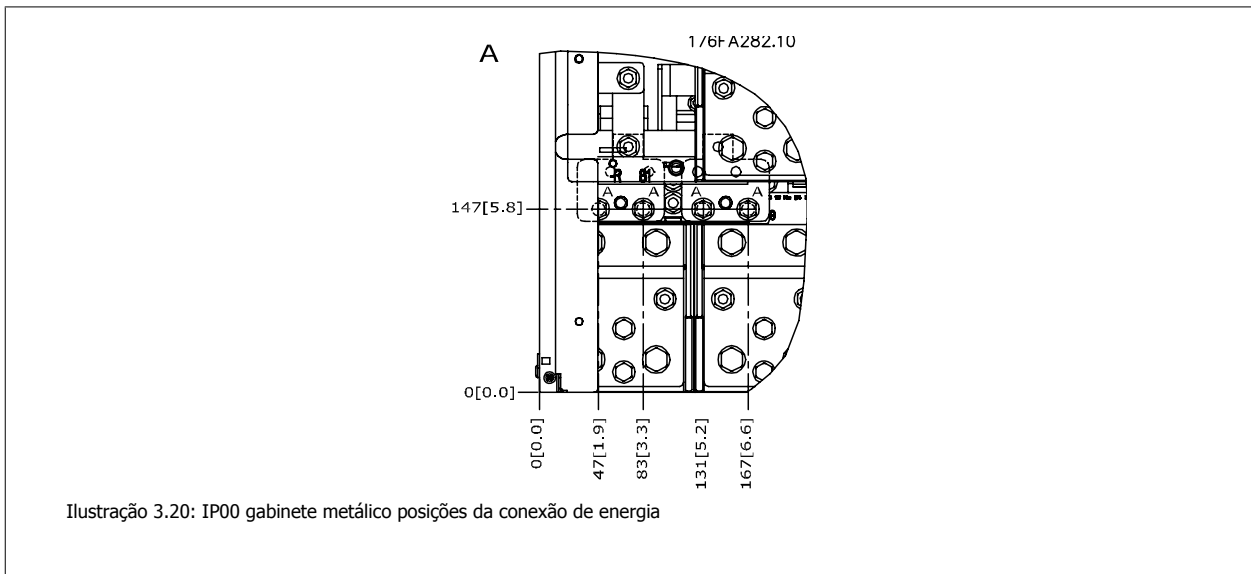 176FA282.10
A
R 81
A A A A
147[5.8]
0[0.0]
0[0.0]
47[1.9]
83[3.3]
131[5.2]
167[6.6]
Ilustração 3.20: IP00 gabinete metálico posições da conexão de energia